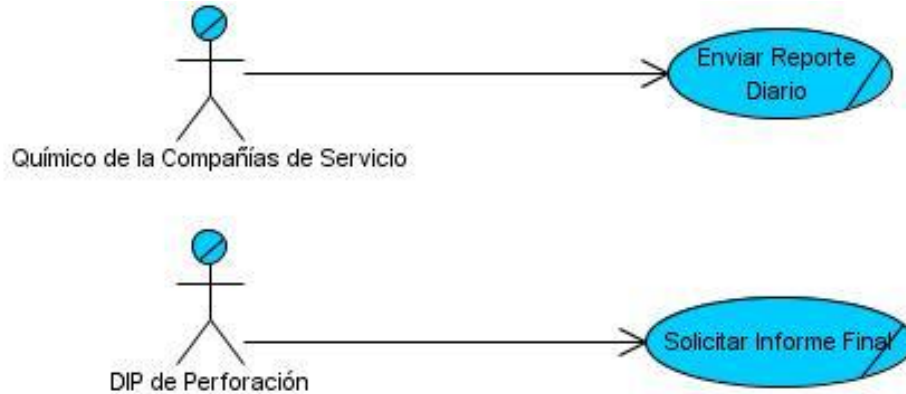 Enviar Reporte
Diario
Químico de la Compañías de Servicio
Solicitar Informe Final
DIP de Perforación